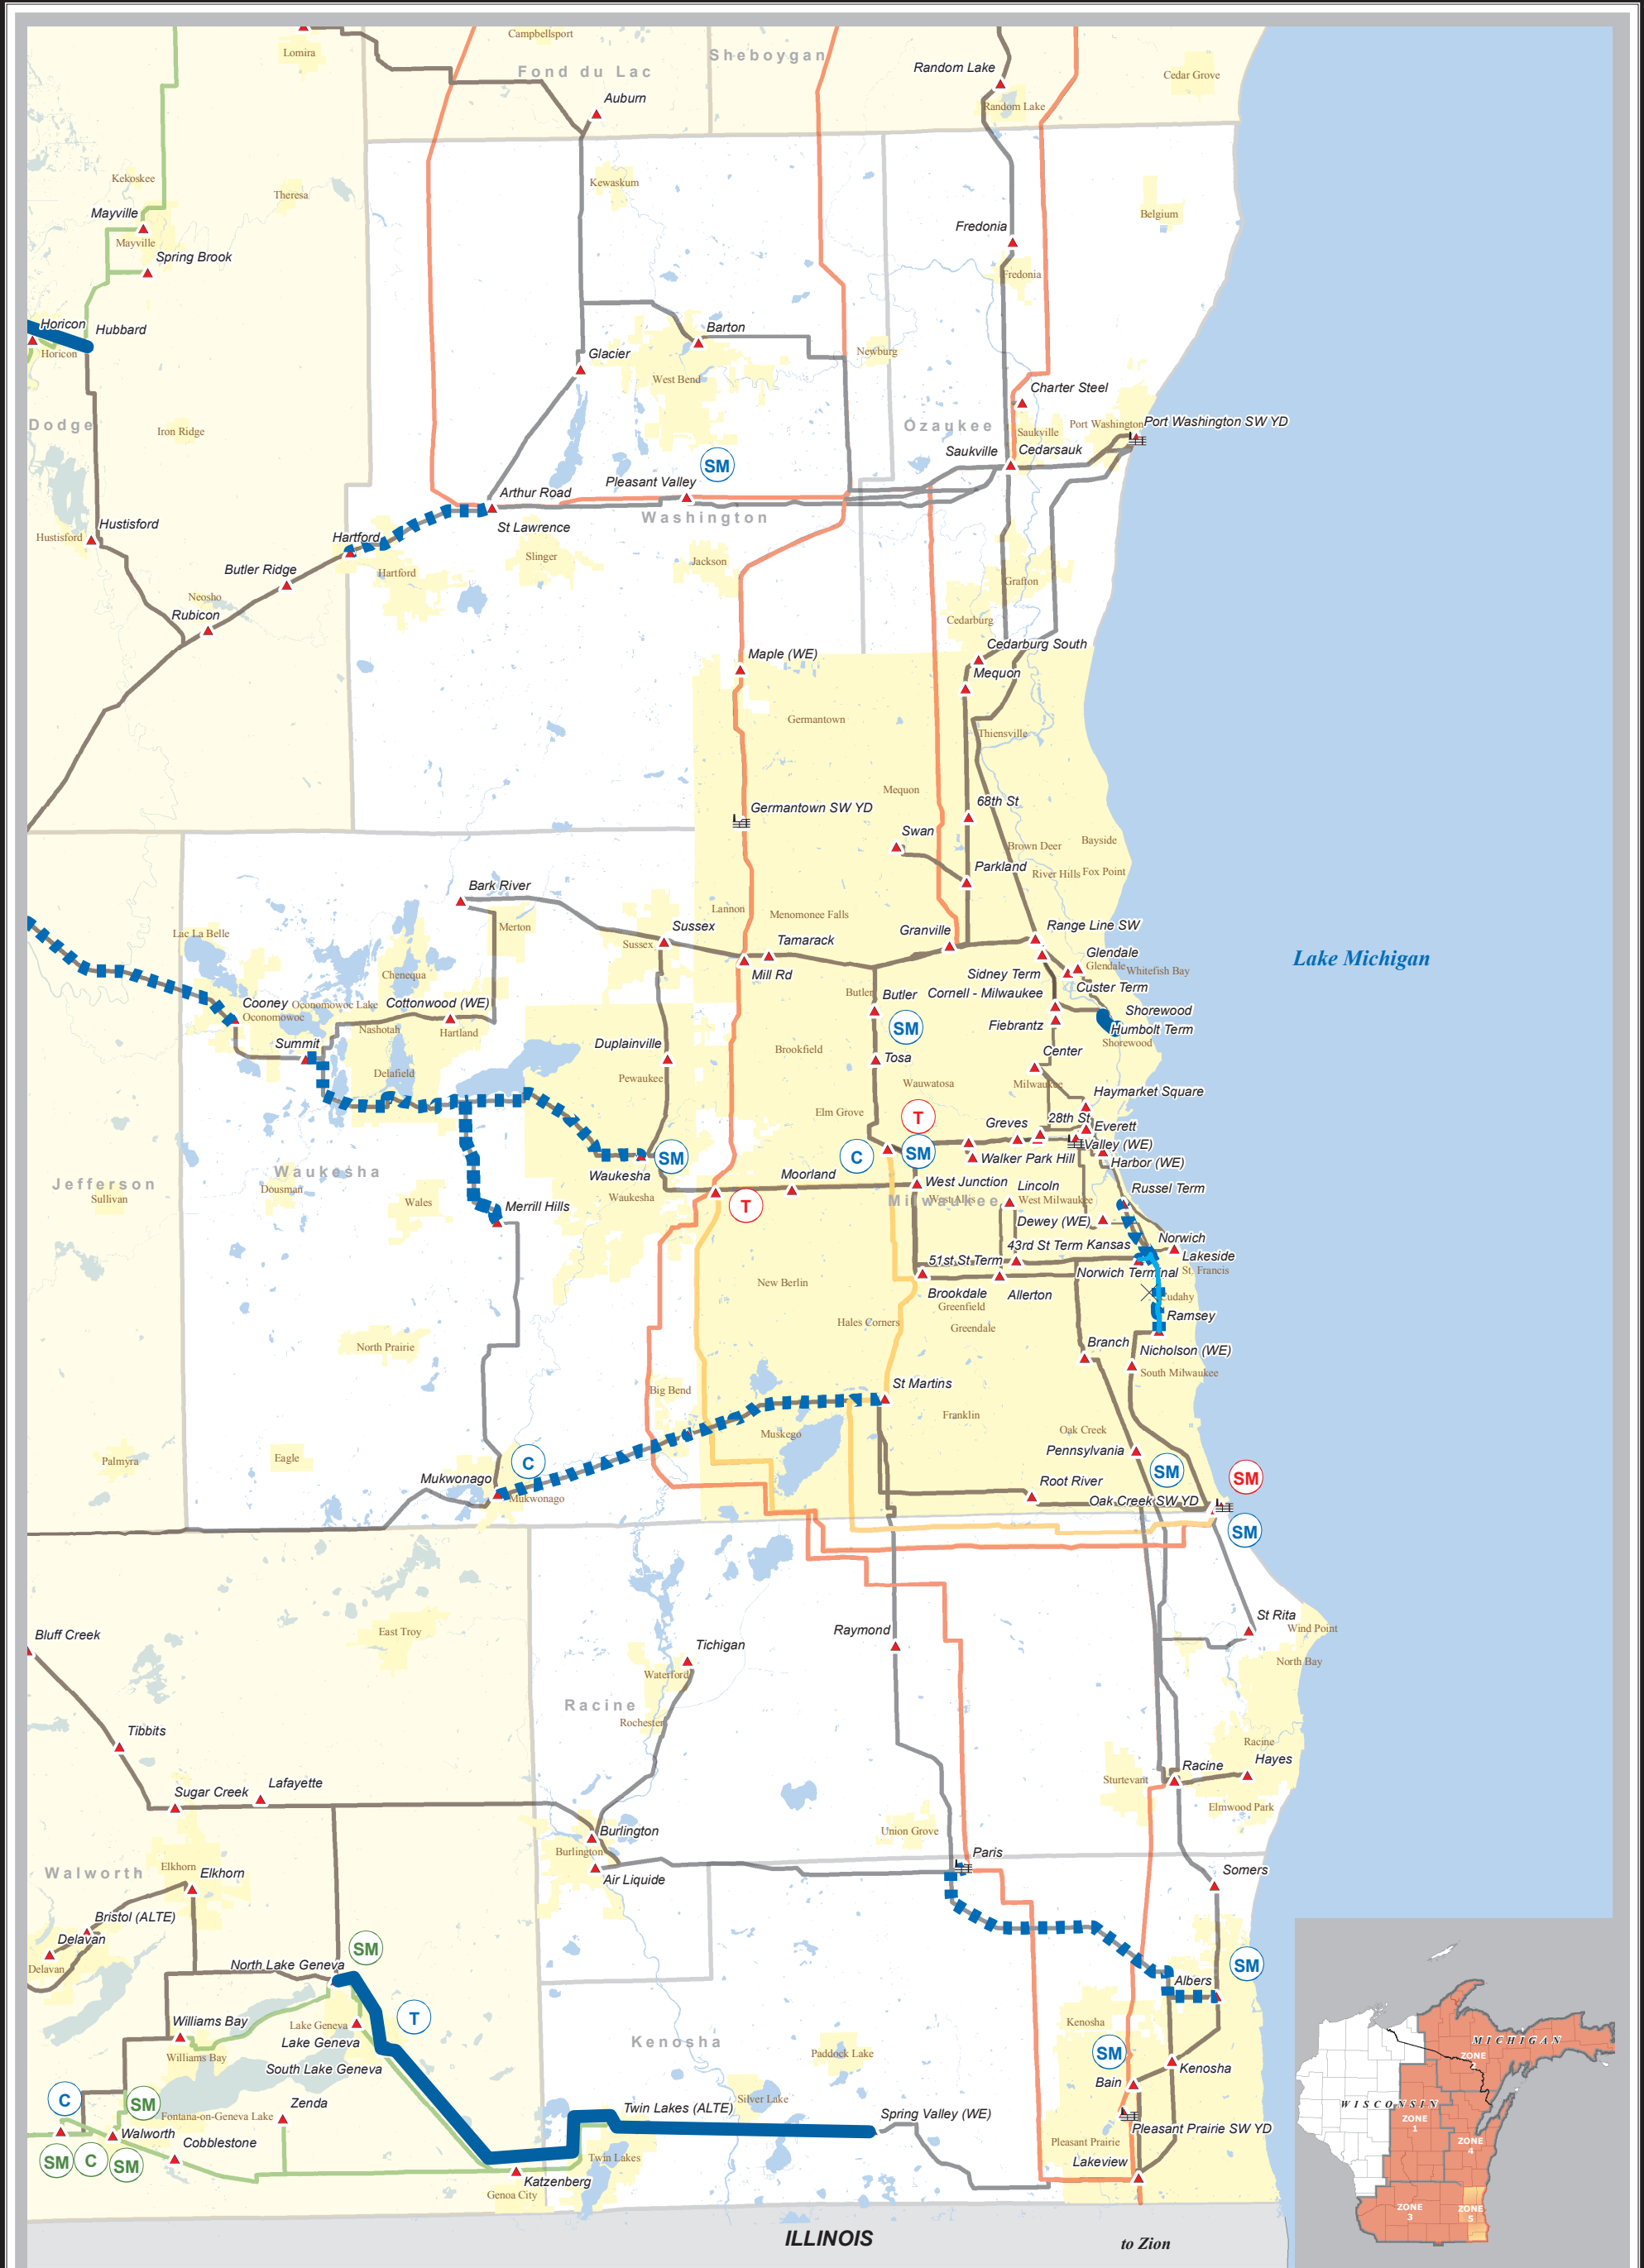 Campbellsport
Lomira
Sheboygan
Fond du Lac
Random Lake
Cedar Grove
Auburn
Random Lake
Kekoskee
Theresa
Kewaskum
Mayville
Belgium
Mayville
Fredonia
Spring Brook
Fredonia
Horicon
Hubbard
Barton
Horicon
Glacier
Newburg
West Bend
Charter Steel
Dodge
Iron Ridge
Ozaukee
Saukville
Port Washington
Port Washington SW YD
Saukville
Cedarsauk
SM
Arthur Road
Pleasant Valley
Washington
Hustisford
Hustisford
Hartford
St Lawrence
Slinger
Jackson
Butler Ridge
Hartford
Grafton
Neosho
Rubicon
Cedarburg
Cedarburg South
Maple (WE)
Mequon
Germantown
Thiensville
Mequon
Germantown SW YD
68th St
Swan
Brown Deer
Bayside
Parkland
River Hills
Fox Point
Bark River
Lannon
Menomonee Falls
Merton
Lac La Belle
Sussex
Sussex
Tamarack
Granville
Range Line SW
Lake Michigan
Chenequa
Mill Rd
Sidney Term
Glendale
Glendale
Whitefish Bay
Custer Term
Cooney
Oconomowoc Lake
Cottonwood (WE)
Butler
Butler
Cornell - Milwaukee
Oconomowoc
Nashotah
Hartland
SM
Fiebrantz
Shorewood
Humbolt Term
Shorewood
Summit
Duplainville
Brookfield
Tosa
Center
Delafield
Pewaukee
Wauwatosa
Milwaukee
Haymarket Square
Elm Grove
T
Greves
28th St
Everett
Valley (WE)
C
SM
SM
Walker Park Hill
Harbor (WE)
Waukesha
Jefferson
Sullivan
Dousman
Waukesha
Waukesha
Moorland
West Junction
Lincoln
Russel Term
Wales
Merrill Hills
T
West Allis
Milwaukee
West Milwaukee
Dewey (WE)
43rd St Term
Kansas
Norwich
Lakeside
51st St Term
Norwich Terminal
St. Francis
New Berlin
Brookdale
Allerton
Cudahy
Greenfield
Hales Corners
Greendale
Ramsey
North Prairie
Branch
Nicholson (WE)
South Milwaukee
Big Bend
St Martins
Franklin
Muskego
Oak Creek
Palmyra
Eagle
C
Pennsylvania
Mukwonago
Mukwonago
SM
SM
Root River
Oak Creek SW YD
SM
Bluff Creek
East Troy
Raymond
St Rita
Wind Point
Tichigan
Waterford
North Bay
Racine
Rochester
Tibbits
Racine
Racine
Hayes
Lafayette
Sugar Creek
Sturtevant
Elmwood Park
Burlington
Union Grove
Burlington
Paris
Walworth
Elkhorn
Elkhorn
Air Liquide
Somers
Bristol (ALTE)
Delavan
Delavan
SM
North Lake Geneva
SM
Albers
T
Williams Bay
Lake Geneva
Kenosha
Kenosha
Lake Geneva
Williams Bay
Paddock Lake
SM
South Lake Geneva
Kenosha
C
SM
Bain
Zenda
Silver Lake
Fontana-on-Geneva Lake
Twin Lakes (ALTE)
Spring Valley (WE)
Walworth
Pleasant Prairie SW YD
Cobblestone
Pleasant Prairie
SM
C
SM
Twin Lakes
Lakeview
Katzenberg
Genoa City
ILLINOIS
to Zion
MICHIGAN
ZONE
2
WISCONSIN
ZONE
1
ZONE
4
ZONE
3
ZONE
5